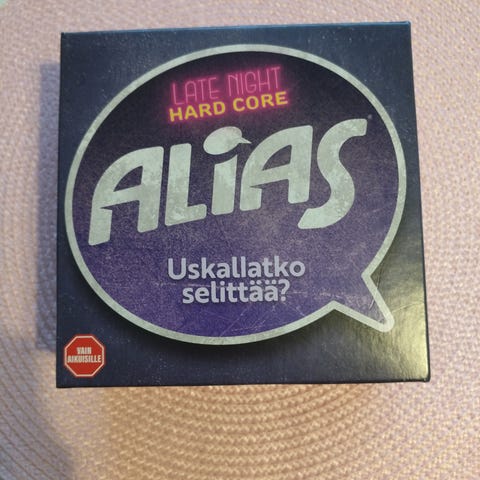 LATE NIGHT
HARD CORE
ALiAS
Uskallatko
selittää?
VAIN
AIKUISILLE